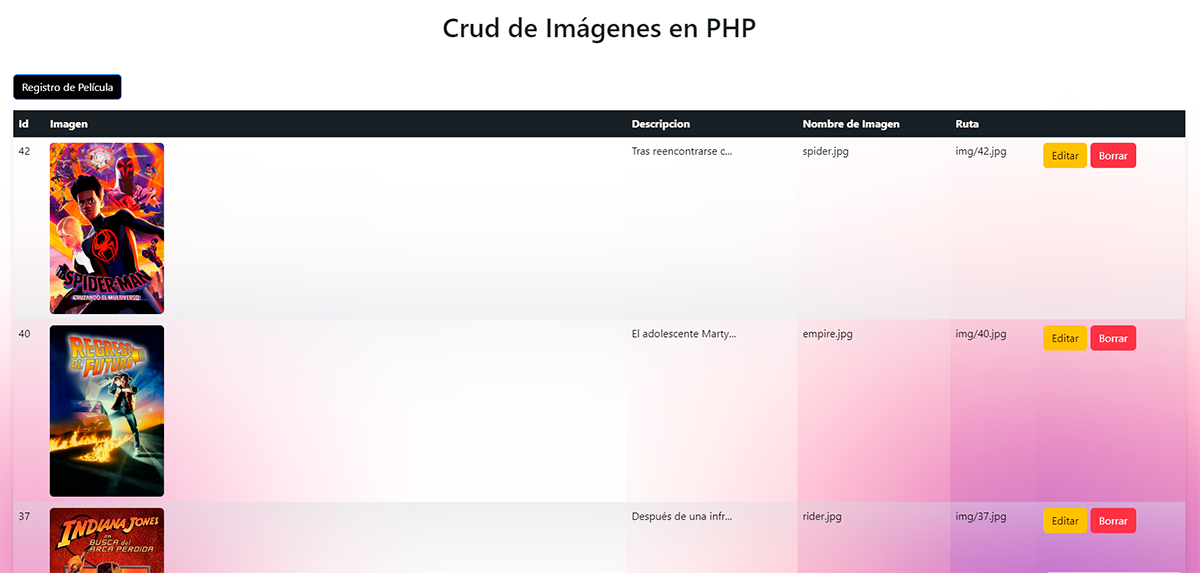 Crud de Imágenes en PHP
Registro de Película
Id Imagen Descripcion Nombre de Imagen Ruta
42 Tras reencontrarse c... spider.jpg img/42.jpg Editar Borrar
SPIDER-MAN
CRUZANDO EL MULTIVERSO
40 El adolescente Marty... empire.jpg img/40.jpg Editar Borrar
REGRESO
AL FUTURO
37 Después de una infr... rider.jpg img/37.jpg Editar Borrar
INDIANA JONES
en
BUSCA del
ARCA PERDIDA